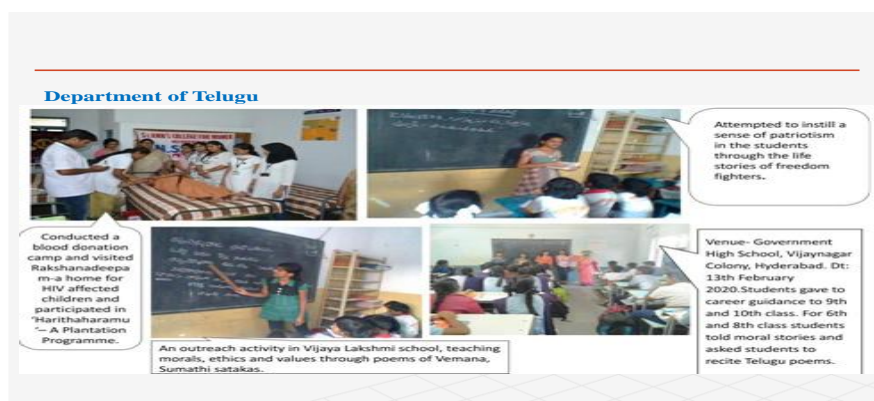 Department of Telugu
Attempted to instill a
sense of patriotism
in the students
through the life
stories of freedom
fighters.
Conducted a
blood donation
camp and visited
Rakshanadeepa
m-a home for
HIV affected
children and
participated in
'Harithaharamu
'– A Plantation
Programme.
An outreach activity in Vijaya Lakshmi school, teaching
morals, ethics and values through poems of Vemana,
Sumathi satakas.
Venue- Government
High School, Vijaynagar
Colony, Hyderabad. Dt:
13th February
2020.Students gave to
career guidance to 9th
and 10th class. For 6th
and 8th class students
told moral stories and
asked students to
recite Telugu poems.